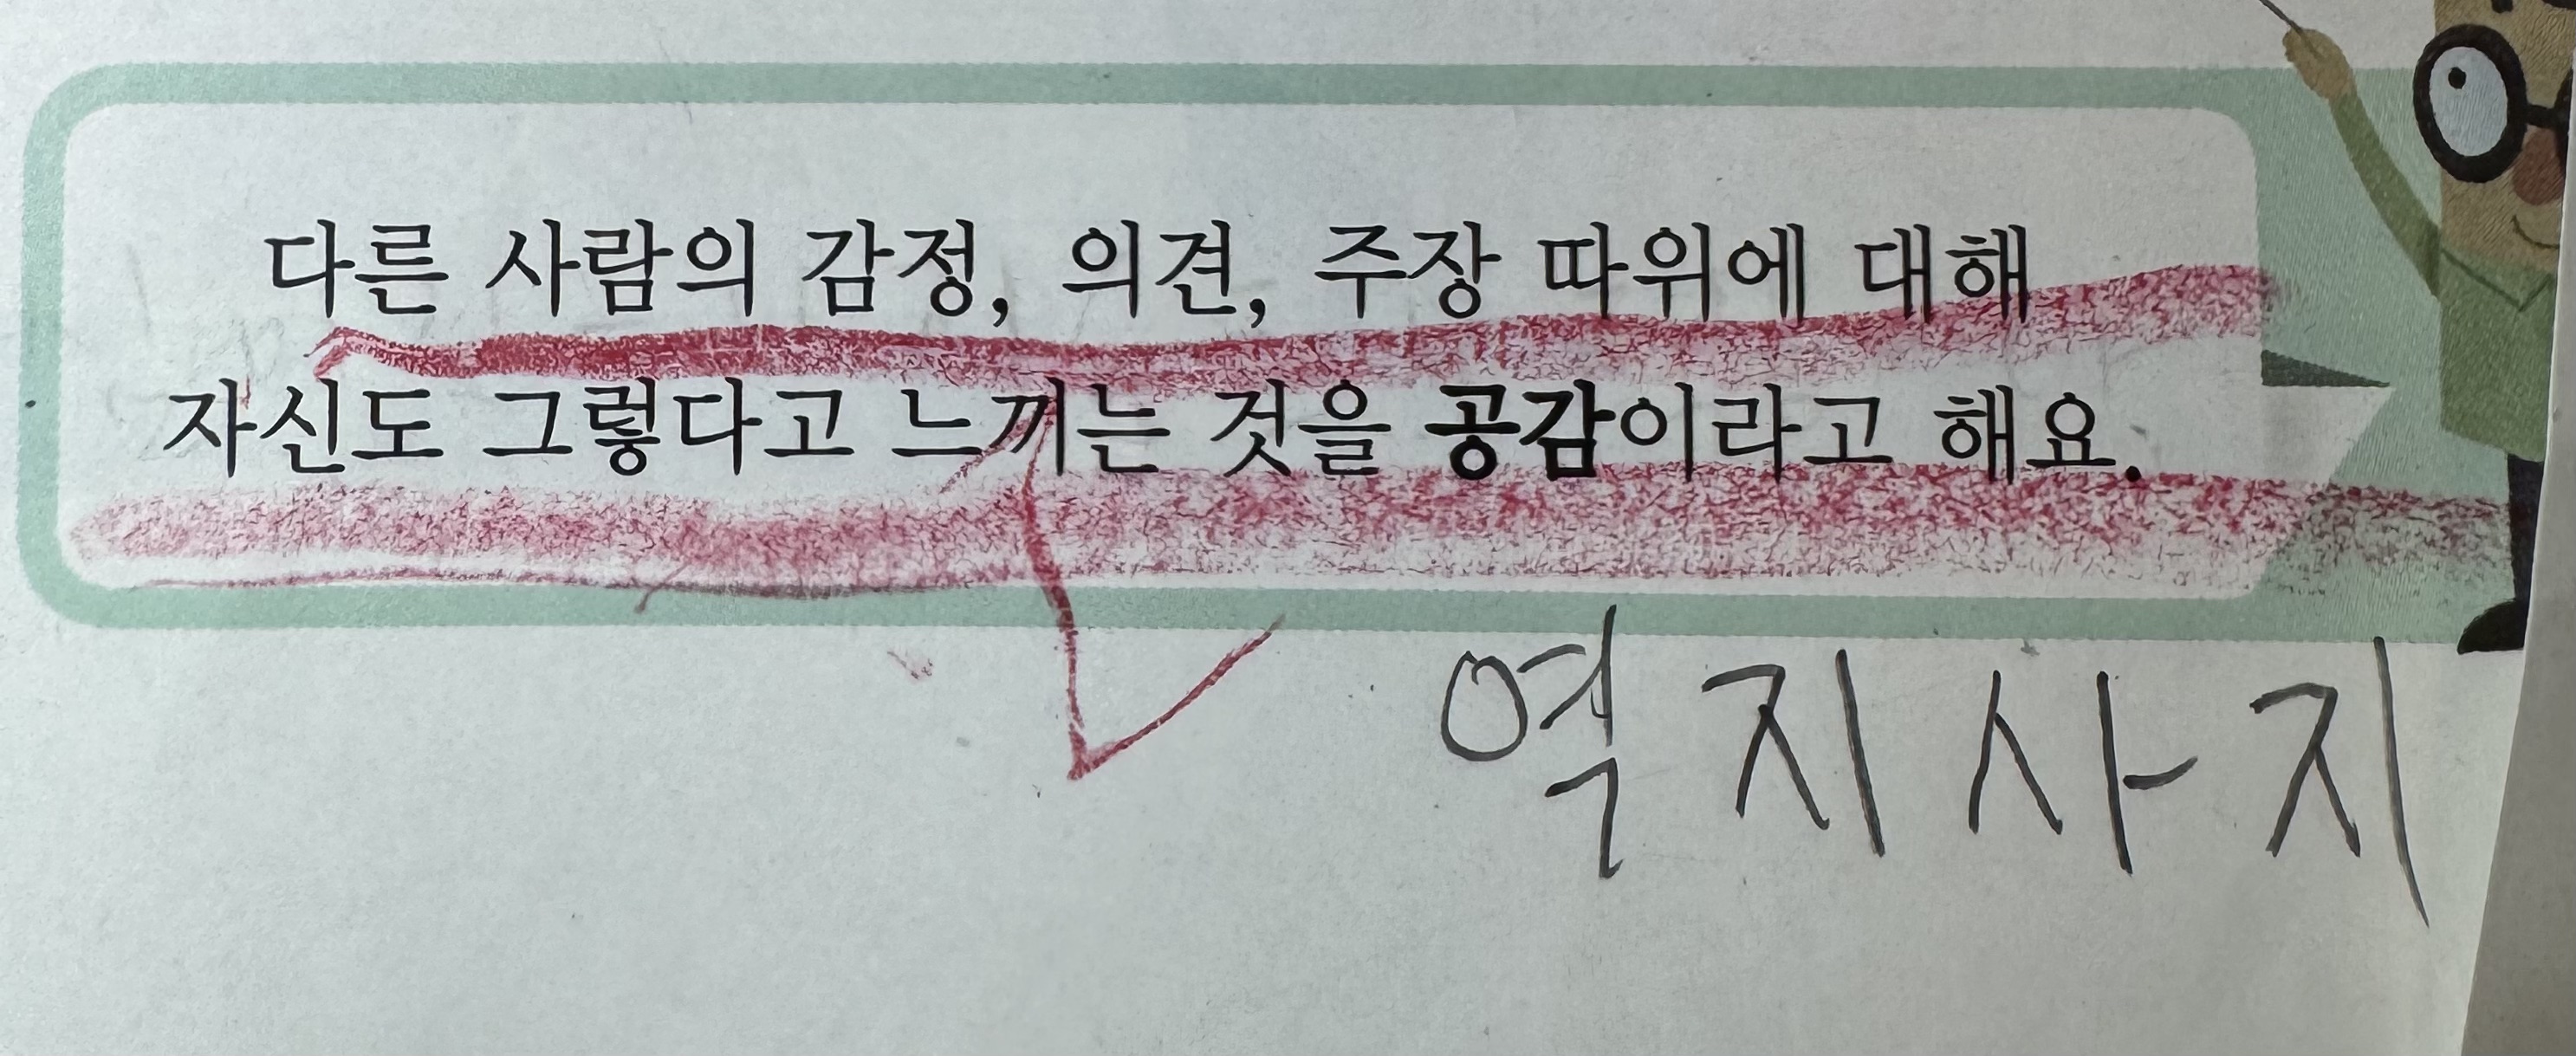 다른 사람의 감정, 의견, 주장 따위에 대해
자신도 그렇다고 느끼는 것을 공감이라고 해요.
역지사지